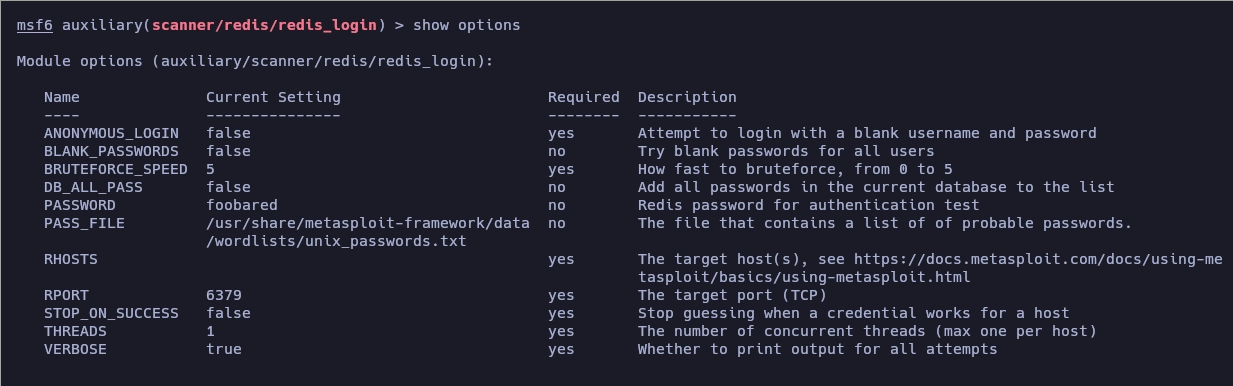 msf6 auxiliary(scanner/redis/redis_login) > show options
Module options (auxiliary/scanner/redis/redis_login):
Name Current Setting Required Description
---- --------------- -------- -----------
ANONYMOUS_LOGIN false yes Attempt to login with a blank username and password
BLANK_PASSWORDS false no Try blank passwords for all users
BRUTEFORCE_SPEED 5 yes How fast to bruteforce, from 0 to 5
DB_ALL_PASS false no Add all passwords in the current database to the list
PASSWORD foobared no Redis password for authentication test
PASS_FILE /usr/share/metasploit-framework/data no The file that contains a list of of probable passwords.
/wordlists/unix_passwords.txt
RHOSTS yes The target host(s), see https://docs.metasploit.com/docs/using-me
tasploit/basics/using-metasploit.html
RPORT 6379 yes The target port (TCP)
STOP_ON_SUCCESS false yes Stop guessing when a credential works for a host
THREADS 1 yes The number of concurrent threads (max one per host)
VERBOSE true yes Whether to print output for all attempts